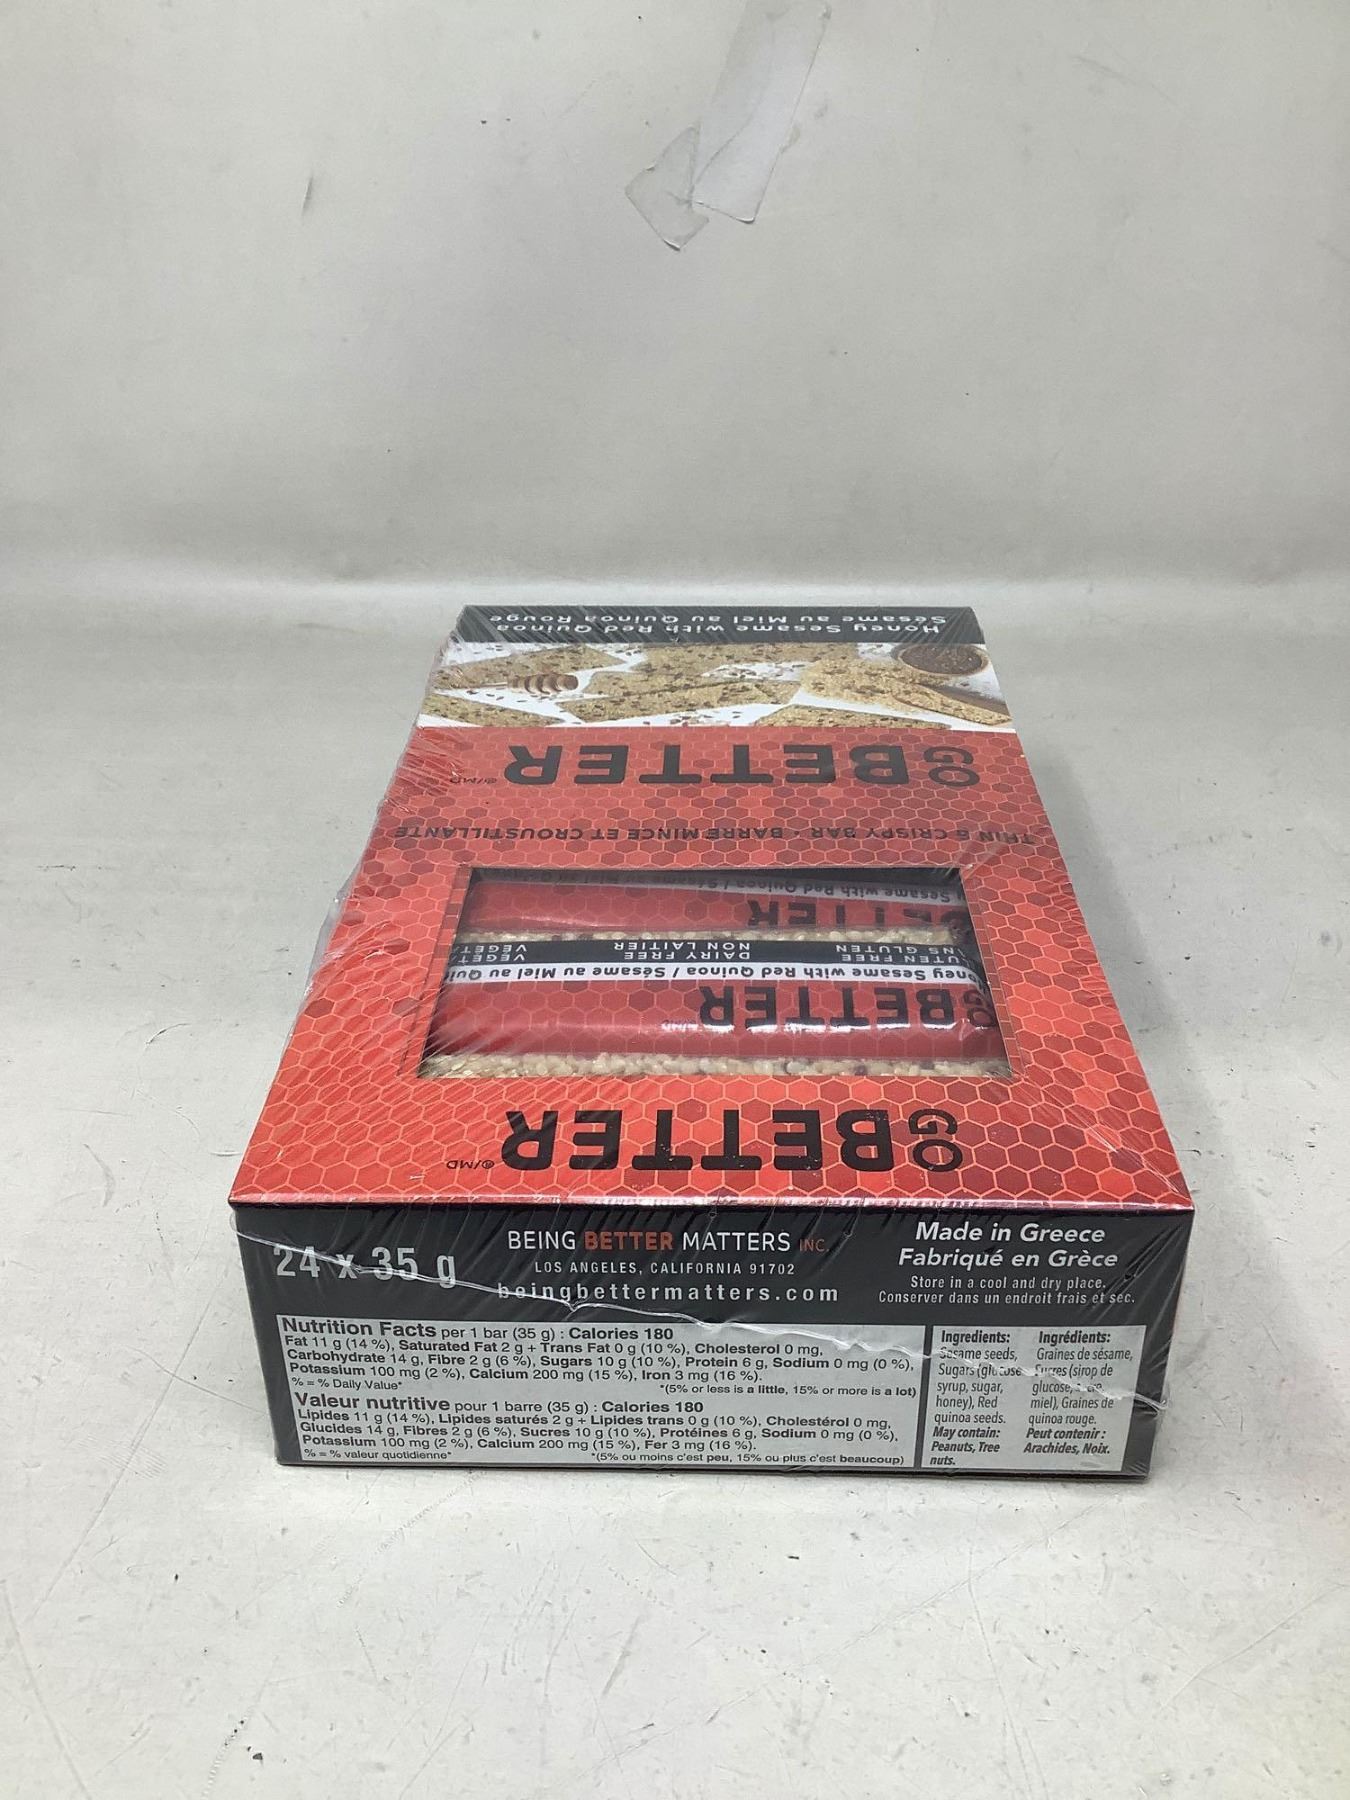 Honey Sesame with Red Quinoa
Sésame au Miel au Quinoa Rouge
GO
BETTER ®/MD
THIN & CRISPY BAR • BARRE MINCE ET CROUSTILLANTE
Sesame with Red Quinoa
BETTER
GLUTEN
DAIRY FREE
NON LAITIER
FREE
Sesame with Red Quinoa / Sésame au Miel au
GO
BETTER
GO
BETTER ®/MD
24 x 35 g
BEING BETTER MATTERS INC.
LOS ANGELES, CALIFORNIA 91702
beingbettermatters.com
Made in Greece
Fabriqué en Grèce
Store in a cool and dry place.
Conserver dans un endroit frais et sec.
Nutrition Facts per 1 bar (35 g) : Calories 180
Fat 11 g (14 %), Saturated Fat 2 g + Trans Fat 0 g (10 %), Cholesterol 0 mg,
Carbohydrate 14 g, Fibre 2 g (6 %), Sugars 10 g (10 %), Protein 6 g, Sodium 0 mg (0 %),
Potassium 100 mg (2 %), Calcium 200 mg (15 %), Iron 3 mg (16 %).
% = % Daily Value* *(5% or less is a little, 15% or more is a lot)
Valeur nutritive pour 1 barre (35 g) : Calories 180
Lipides 11 g (14 %), Lipides saturés 2 g + Lipides trans 0 g (10 %), Cholestérol 0 mg,
Glucides 14 g, Fibres 2 g (6 %), Sucres 10 g (10 %), Protéines 6 g, Sodium 0 mg (0 %),
Potassium 100 mg (2 %), Calcium 200 mg (15 %), Fer 3 mg (16 %).
% = % valeur quotidienne* *(5% ou moins c'est peu, 15% ou plus c'est beaucoup)
Ingredients:
Sesame seeds,
Sugars (glucose
syrup, sugar,
honey), Red
quinoa seeds.
May contain:
Peanuts, Tree
nuts.
Ingrédients:
Graines de sésame,
Sucres (sirop de
glucose, sucre,
miel), Graines de
quinoa rouge.
Peut contenir :
Arachides, Noix.